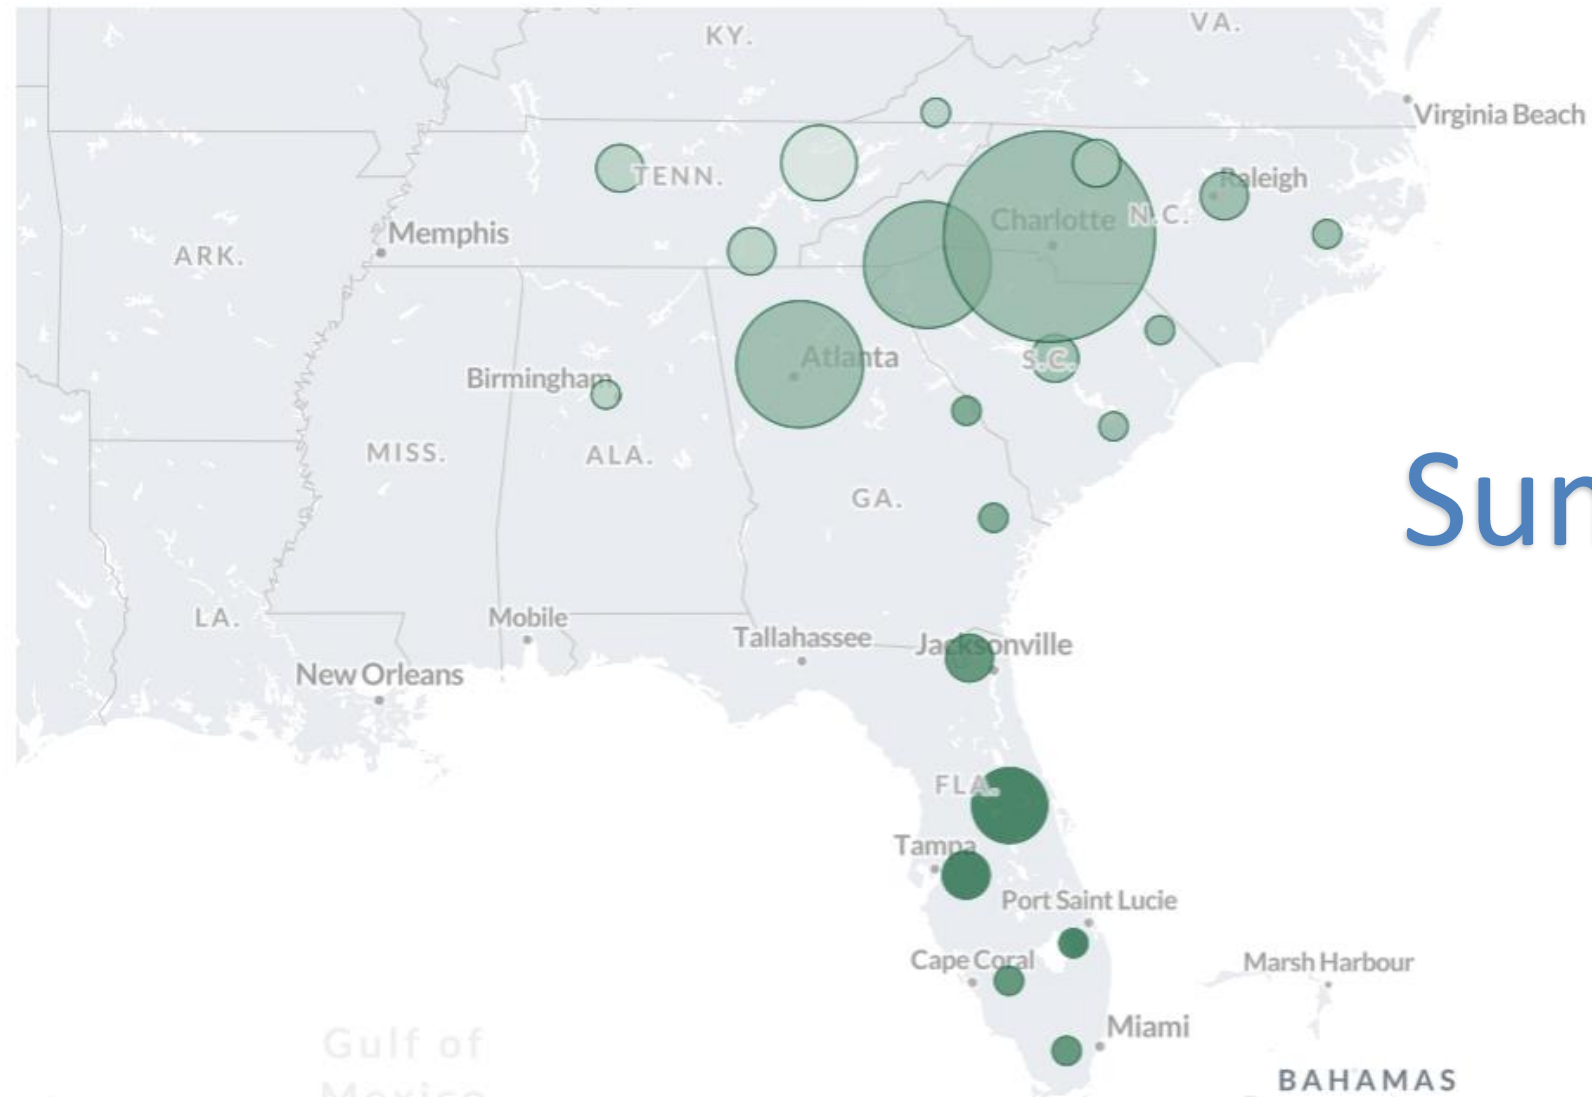 KY.
VA.
Virginia Beach
TENN.
Raleigh
Charlotte
N.C.
Memphis
ARK.
Atlanta
S.C.
Birmingham
MISS.
ALA.
GA.
LA.
Mobile
Tallahassee
Jacksonville
New Orleans
FLA.
Tampa
Port Saint Lucie
Cape Coral
Marsh Harbour
Miami
Gulf of
Mexico
BAHAMAS